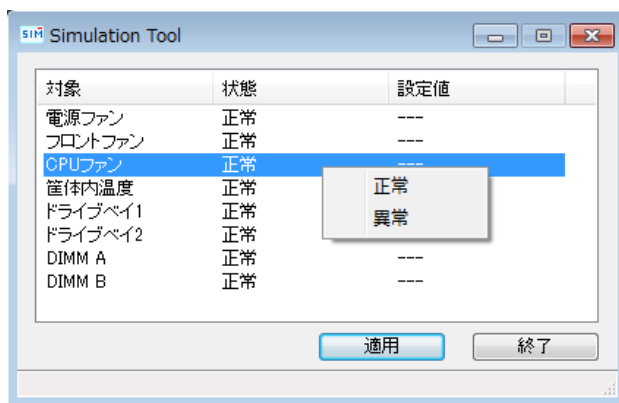 SIM Simulation Tool
対象 状態 設定値
電源ファン 正常 ---
フロントファン 正常 ---
CPUファン 正常 ---
筐体内温度 正常
正常
ドライブベイ1 正常
異常
ドライブベイ2 正常
DIMM A 正常 ---
DIMM B 正常 ---
適用 終了